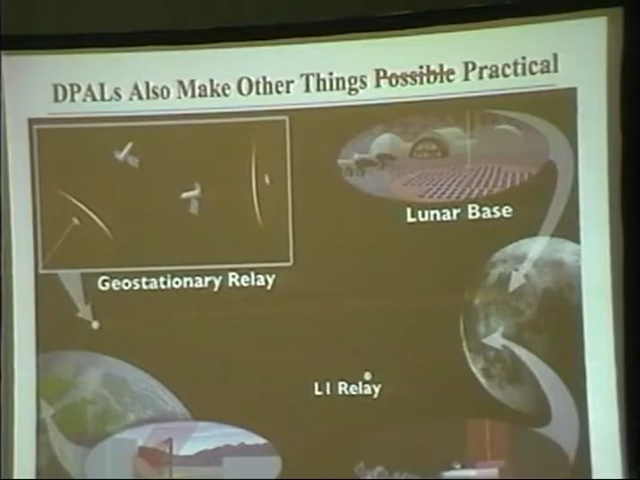 DPALs Also Make Other Things Possible Practical
Lunar Base
Geostationary Relay
L1 Relay